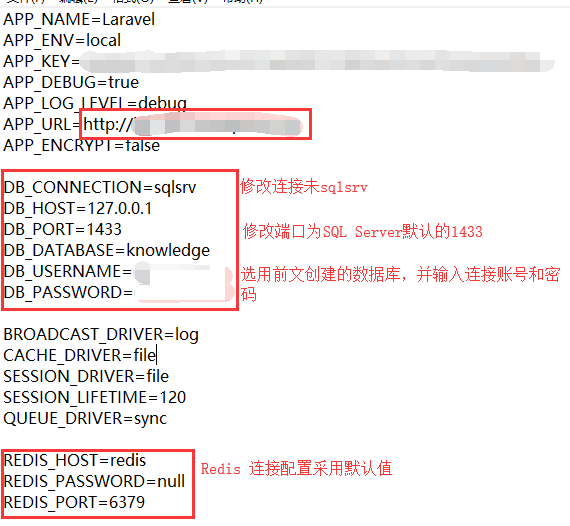 APP_NAME=Laravel
APP_ENV=local
APP_KEY=
APP_DEBUG=true
APP_LOG_LEVEL=debug
APP_URL=http://
APP_ENCRYPT=false
DB_CONNECTION=sqlsrv
修改连接未sqlsrv
DB_HOST=127.0.0.1
DB_PORT=1433
修改端口为SQL Server默认的1433
DB_DATABASE=knowledge
DB_USERNAME=
选用前文创建的数据库，并输入连接账号和密
DB_PASSWORD=
码
BROADCAST_DRIVER=log
CACHE_DRIVER=file
SESSION_DRIVER=file
SESSION_LIFETIME=120
QUEUE_DRIVER=sync
REDIS_HOST=redis
Redis 连接配置采用默认值
REDIS_PASSWORD=null
REDIS_PORT=6379